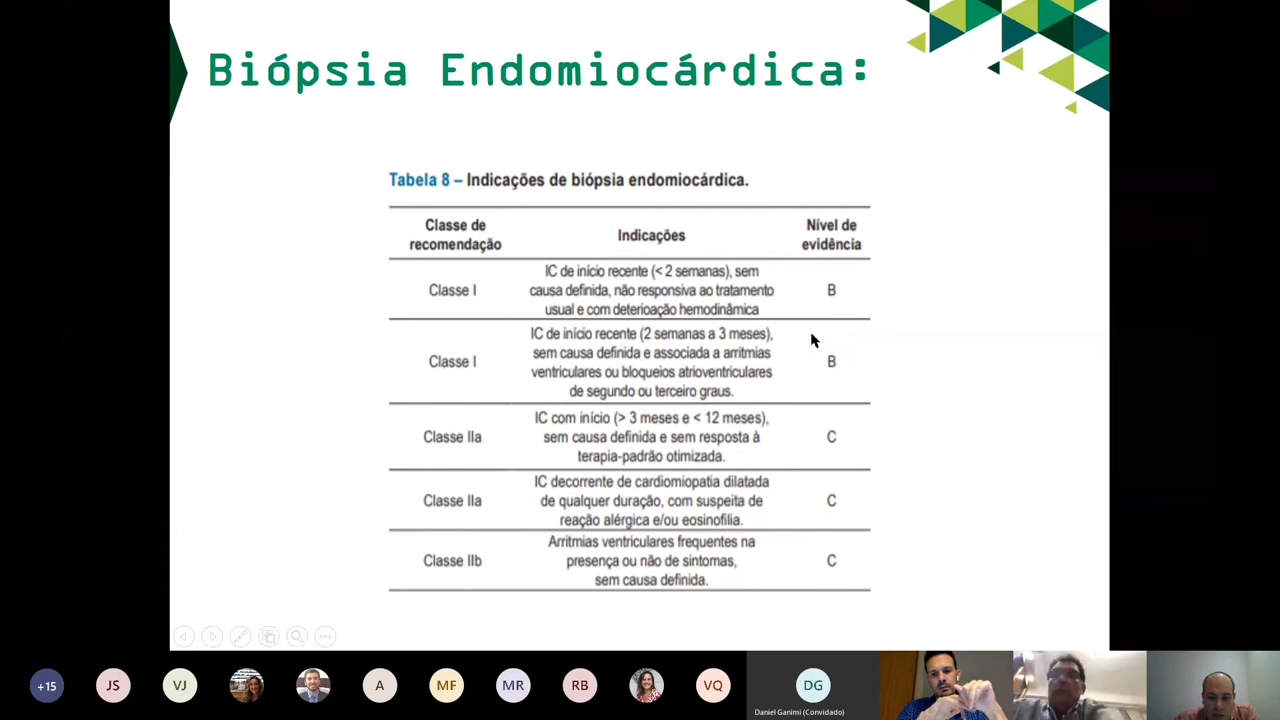 Biópsia Endomiocárdica:
Tabela 8 – Indicações de biópsia endomiocárdica.
Classe de
recomendação
Indicações
Nível de
evidência
Classe I
IC de início recente (< 2 semanas), sem
causa definida, não responsiva ao tratamento
usual e com deterioação hemodinâmica
B
Classe I
IC de início recente (2 semanas a 3 meses),
sem causa definida e associada a arritmias
ventriculares ou bloqueios atrioventriculares
de segundo ou terceiro graus.
B
Classe IIa
IC com início (> 3 meses e < 12 meses),
sem causa definida e sem resposta à
terapia-padrão otimizada.
C
Classe IIa
IC decorrente de cardiomiopatia dilatada
de qualquer duração, com suspeita de
reação alérgica e/ou eosinofilia.
C
Classe IIb
Arritmias ventriculares frequentes na
presença ou não de sintomas,
sem causa definida.
C
+15
JS
VJ
A
MF
MR
RB
VQ
DG
Daniel Ganimi (Convidado)